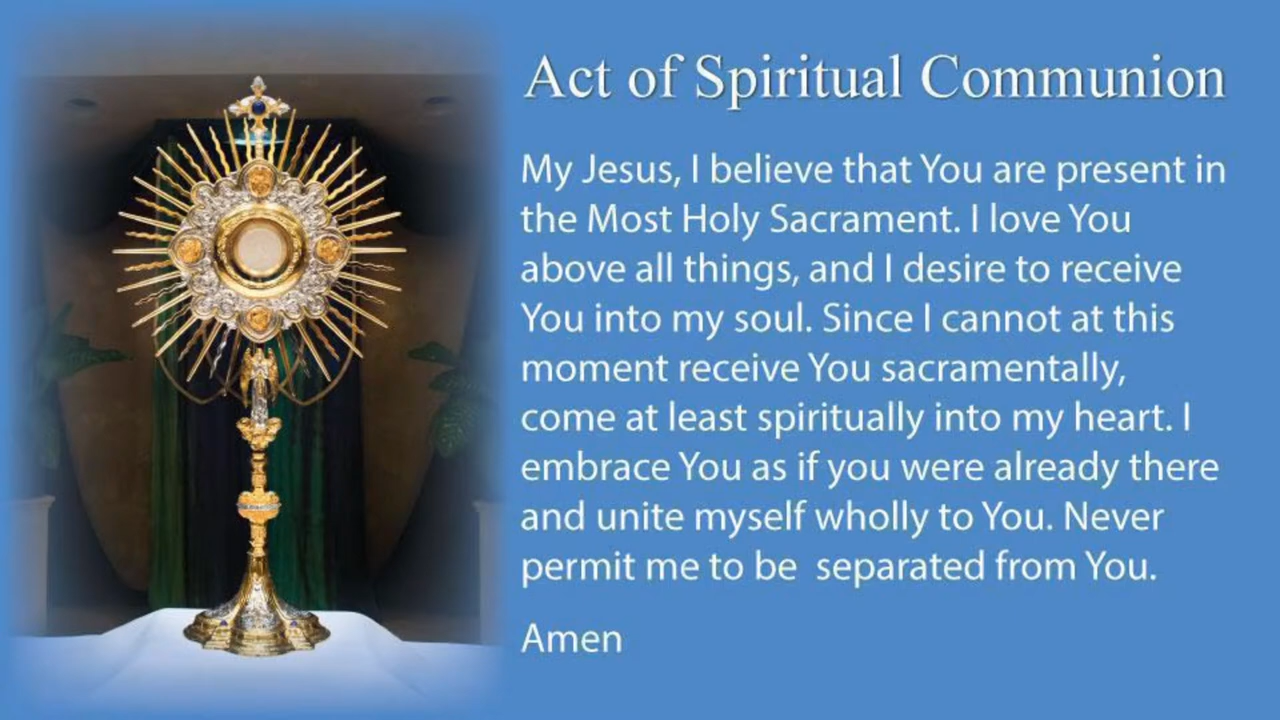 Act of Spiritual Communion
My Jesus, I believe that You are present in
the Most Holy Sacrament. I love You
above all things, and I desire to receive
You into my soul. Since I cannot at this
moment receive You sacramentally,
come at least spiritually into my heart. I
embrace You as if you were already there
and unite myself wholly to You. Never
permit me to be  separated from You.
Amen